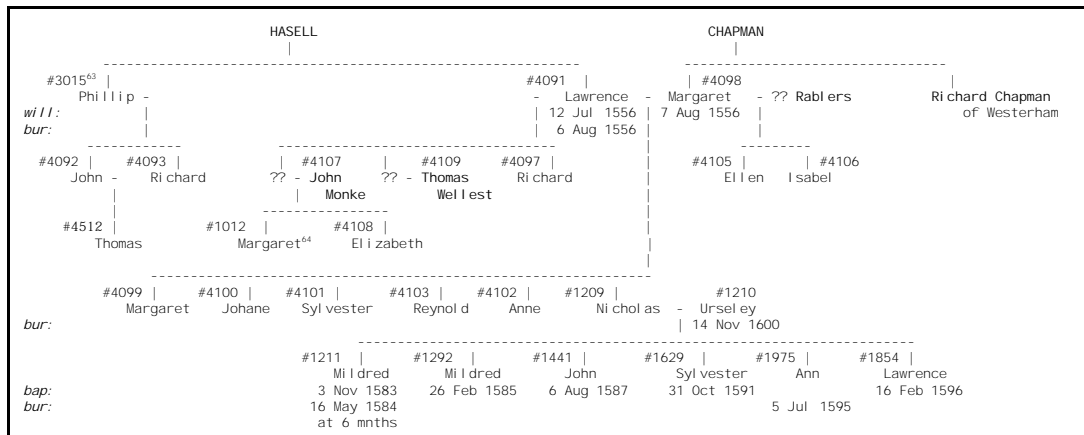 HASELL CHAPMAN
#3015⁶³ #4091 #4098
Phillip - - Lawrence - Margaret - ?? Rablers Richard Chapman
will: 12 Jul 1556 7 Aug 1556 of Westerham
bur: 6 Aug 1556
#4092 #4093 #4107 #4109 #4097 #4105 #4106
John - Richard ?? - John ?? - Thomas Richard Ellen Isabel
Monke Wellest
#4512 #1012 #4108
Thomas Margaret⁶⁴ Elizabeth
#4099 #4100 #4101 #4103 #4102 #1209 #1210
Margaret Johane Sylvester Reynold Anne Nicholas - Urseley
bur: 14 Nov 1600
#1211 #1292 #1441 #1629 #1975 #1854
Mildred Mildred John Sylvester Ann Lawrence
bap: 3 Nov 1583 26 Feb 1585 6 Aug 1587 31 Oct 1591 16 Feb 1596
bur: 16 May 1584 5 Jul 1595
at 6 mnths